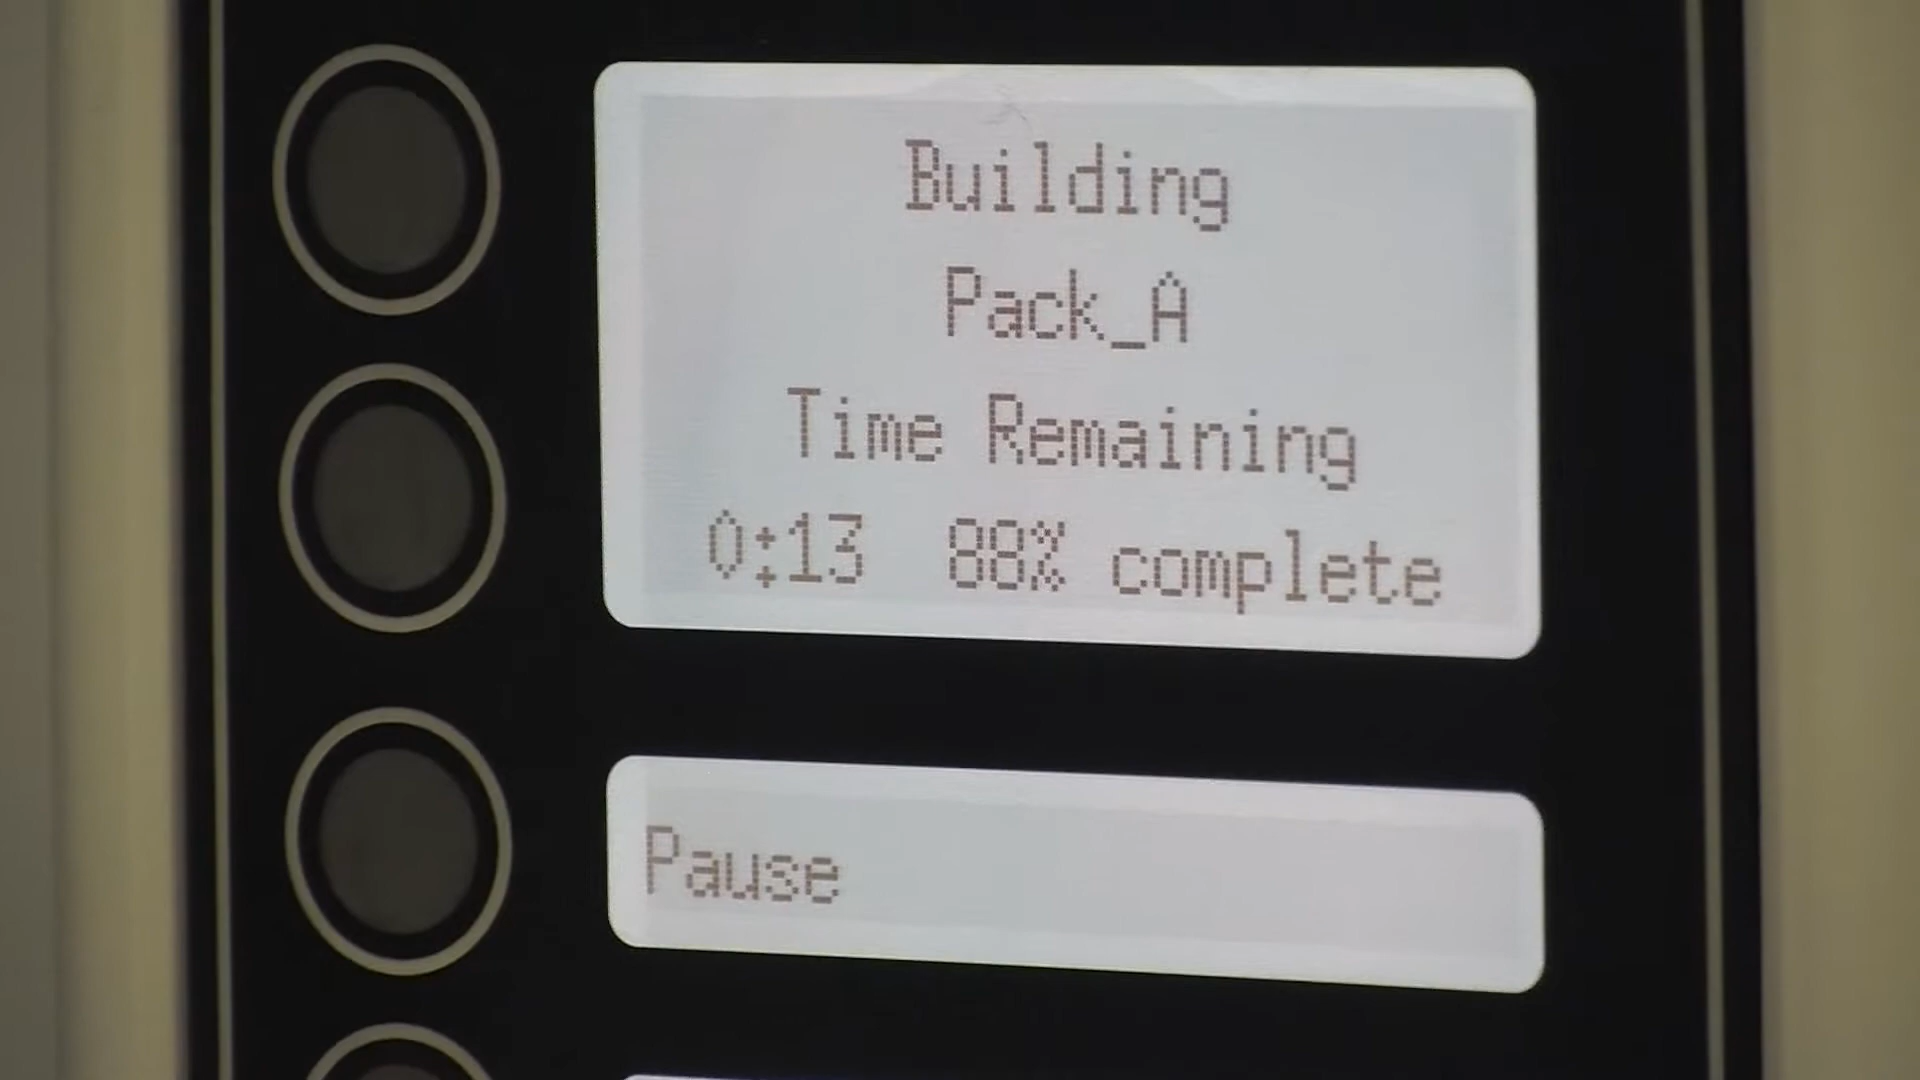 Building
Pack_A
Time Remaining
0:13 88% complete
Pause